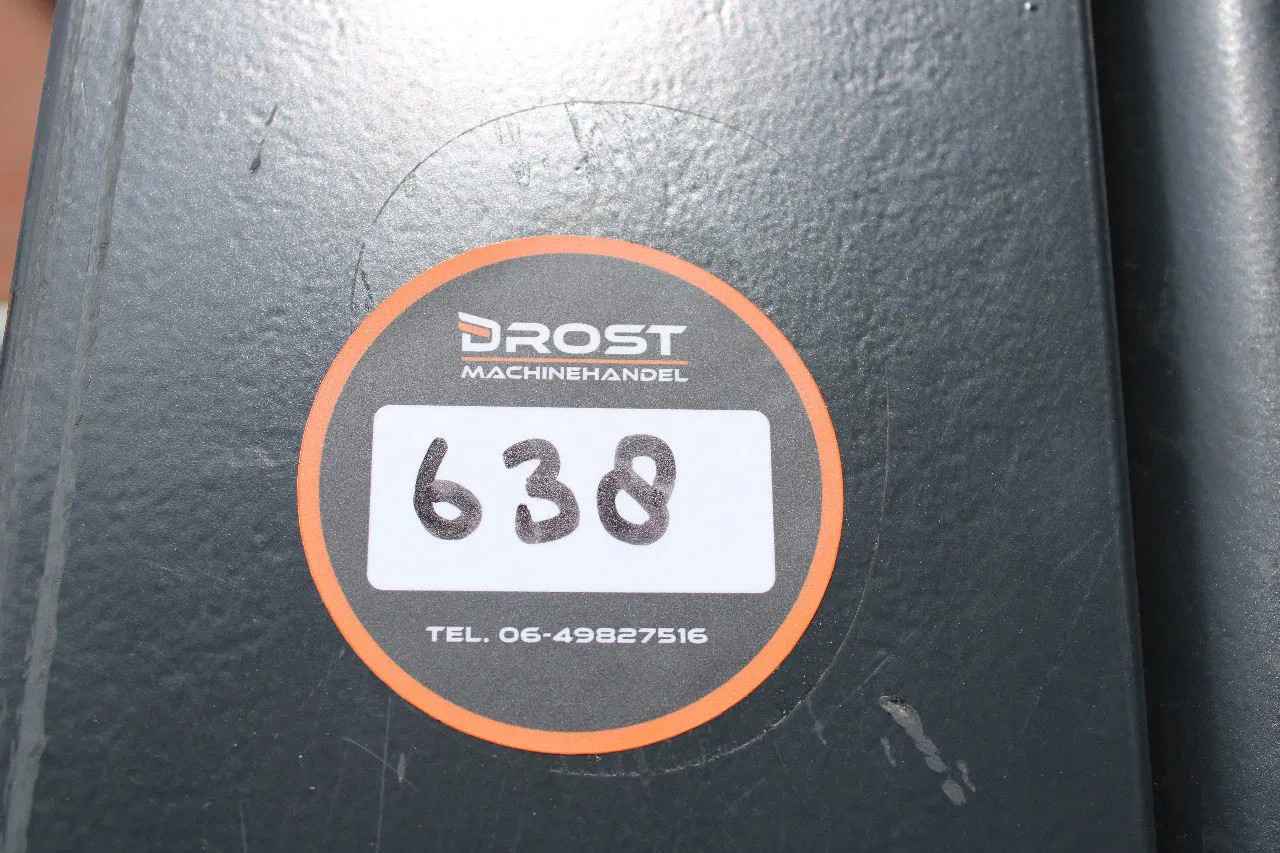 DROST
MACHINEHANDEL
638
TEL. 06-49827516